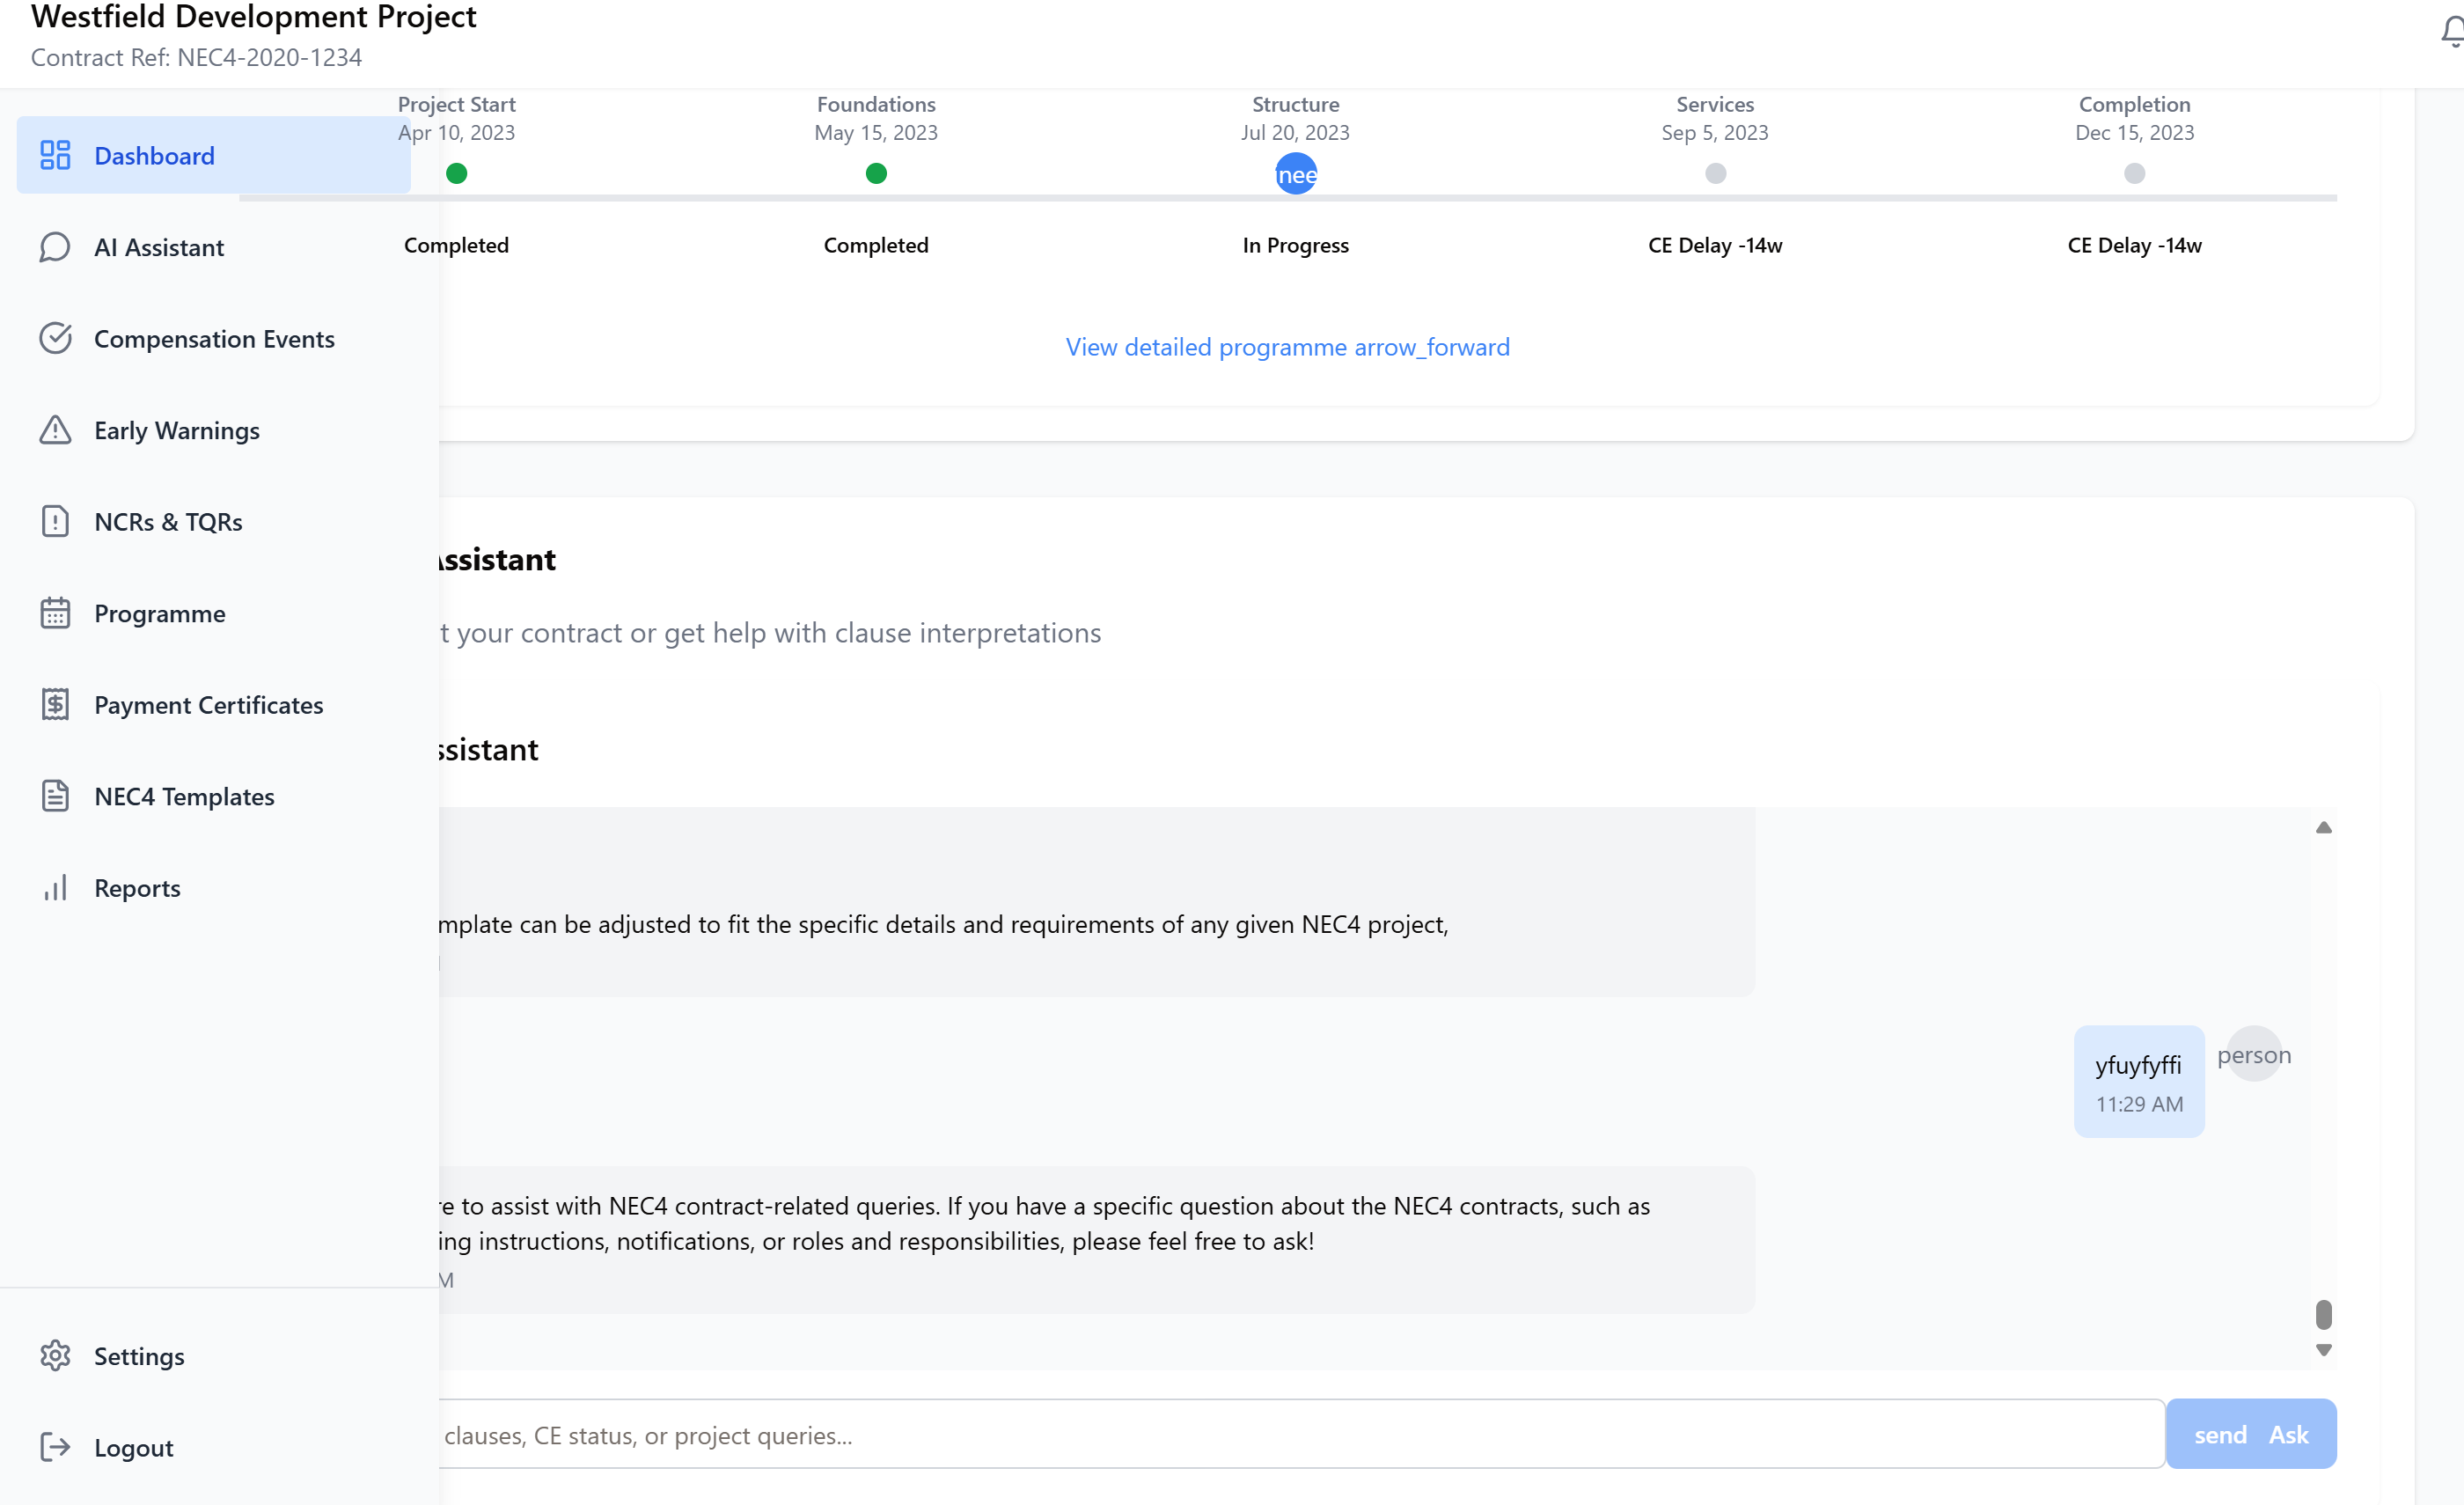 Westfield Development Project
Contract Ref: NEC4-2020-1234
Dashboard
AI Assistant
Compensation Events
Early Warnings
NCRs & TQRs
Programme
Payment Certificates
NEC4 Templates
Reports
Settings
Logout
Project Start Foundations Structure Services Completion
Apr 10, 2023 May 15, 2023 Jul 20, 2023 Sep 5, 2023 Dec 15, 2023
nee
Completed Completed In Progress CE Delay -14w CE Delay -14w
View detailed programme arrow_forward
Assistant
t your contract or get help with clause interpretations
ssistant
mplate can be adjusted to fit the specific details and requirements of any given NEC4 project,
yfuyfyffi
11:29 AM
person
re to assist with NEC4 contract-related queries. If you have a specific question about the NEC4 contracts, such as
ing instructions, notifications, or roles and responsibilities, please feel free to ask!
M
clauses, CE status, or project queries...
send Ask